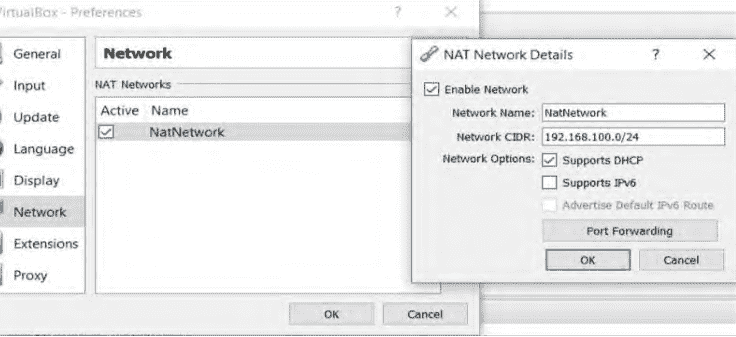 VirtualBox - Preferences ? ×
General
Input
Update
Language
Display
Network
Extensions
Proxy
Network
NAT Networks
Active Name
NatNetwork
OK Cancel
NAT Network Details ? ×
Enable Network
Network Name: NatNetwork
Network CIDR: 192.168.100.0/24
Network Options: Supports DHCP
Supports IPv6
Advertise Default IPv6 Route
Port Forwarding
OK Cancel